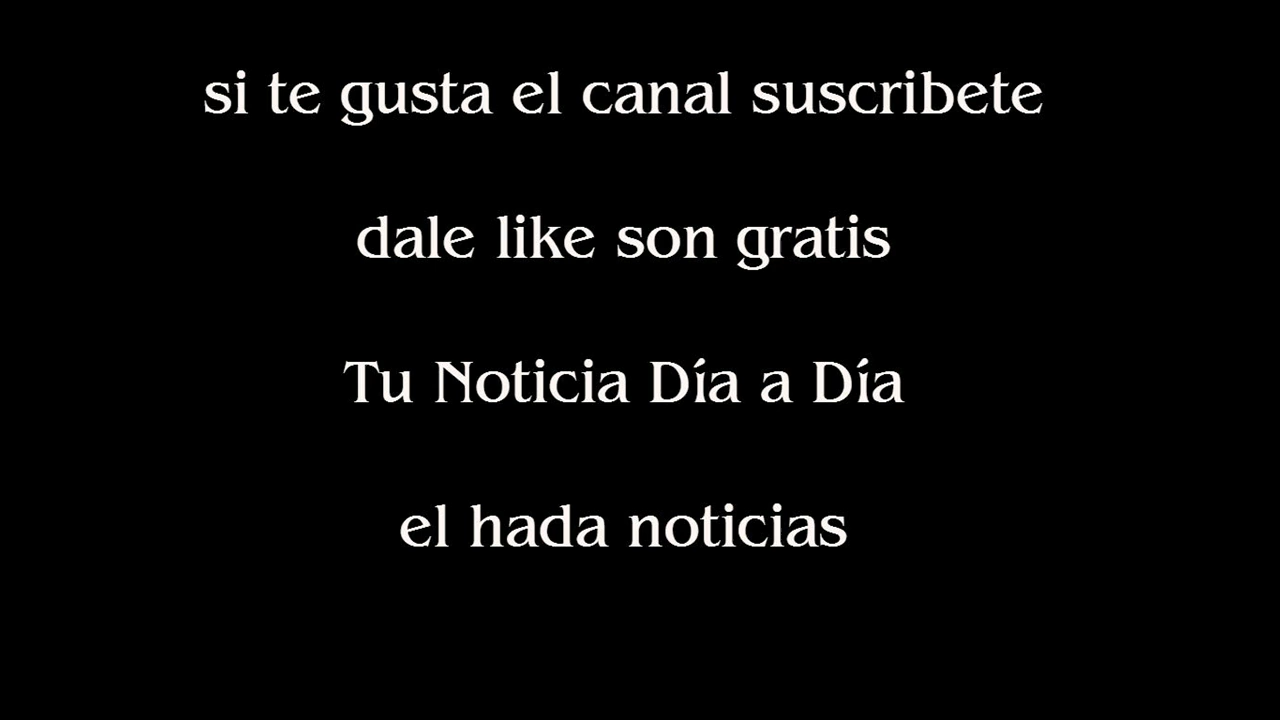 si te gusta el canal suscribete
dale like son gratis
Tu Noticia Día a Día
el hada noticias